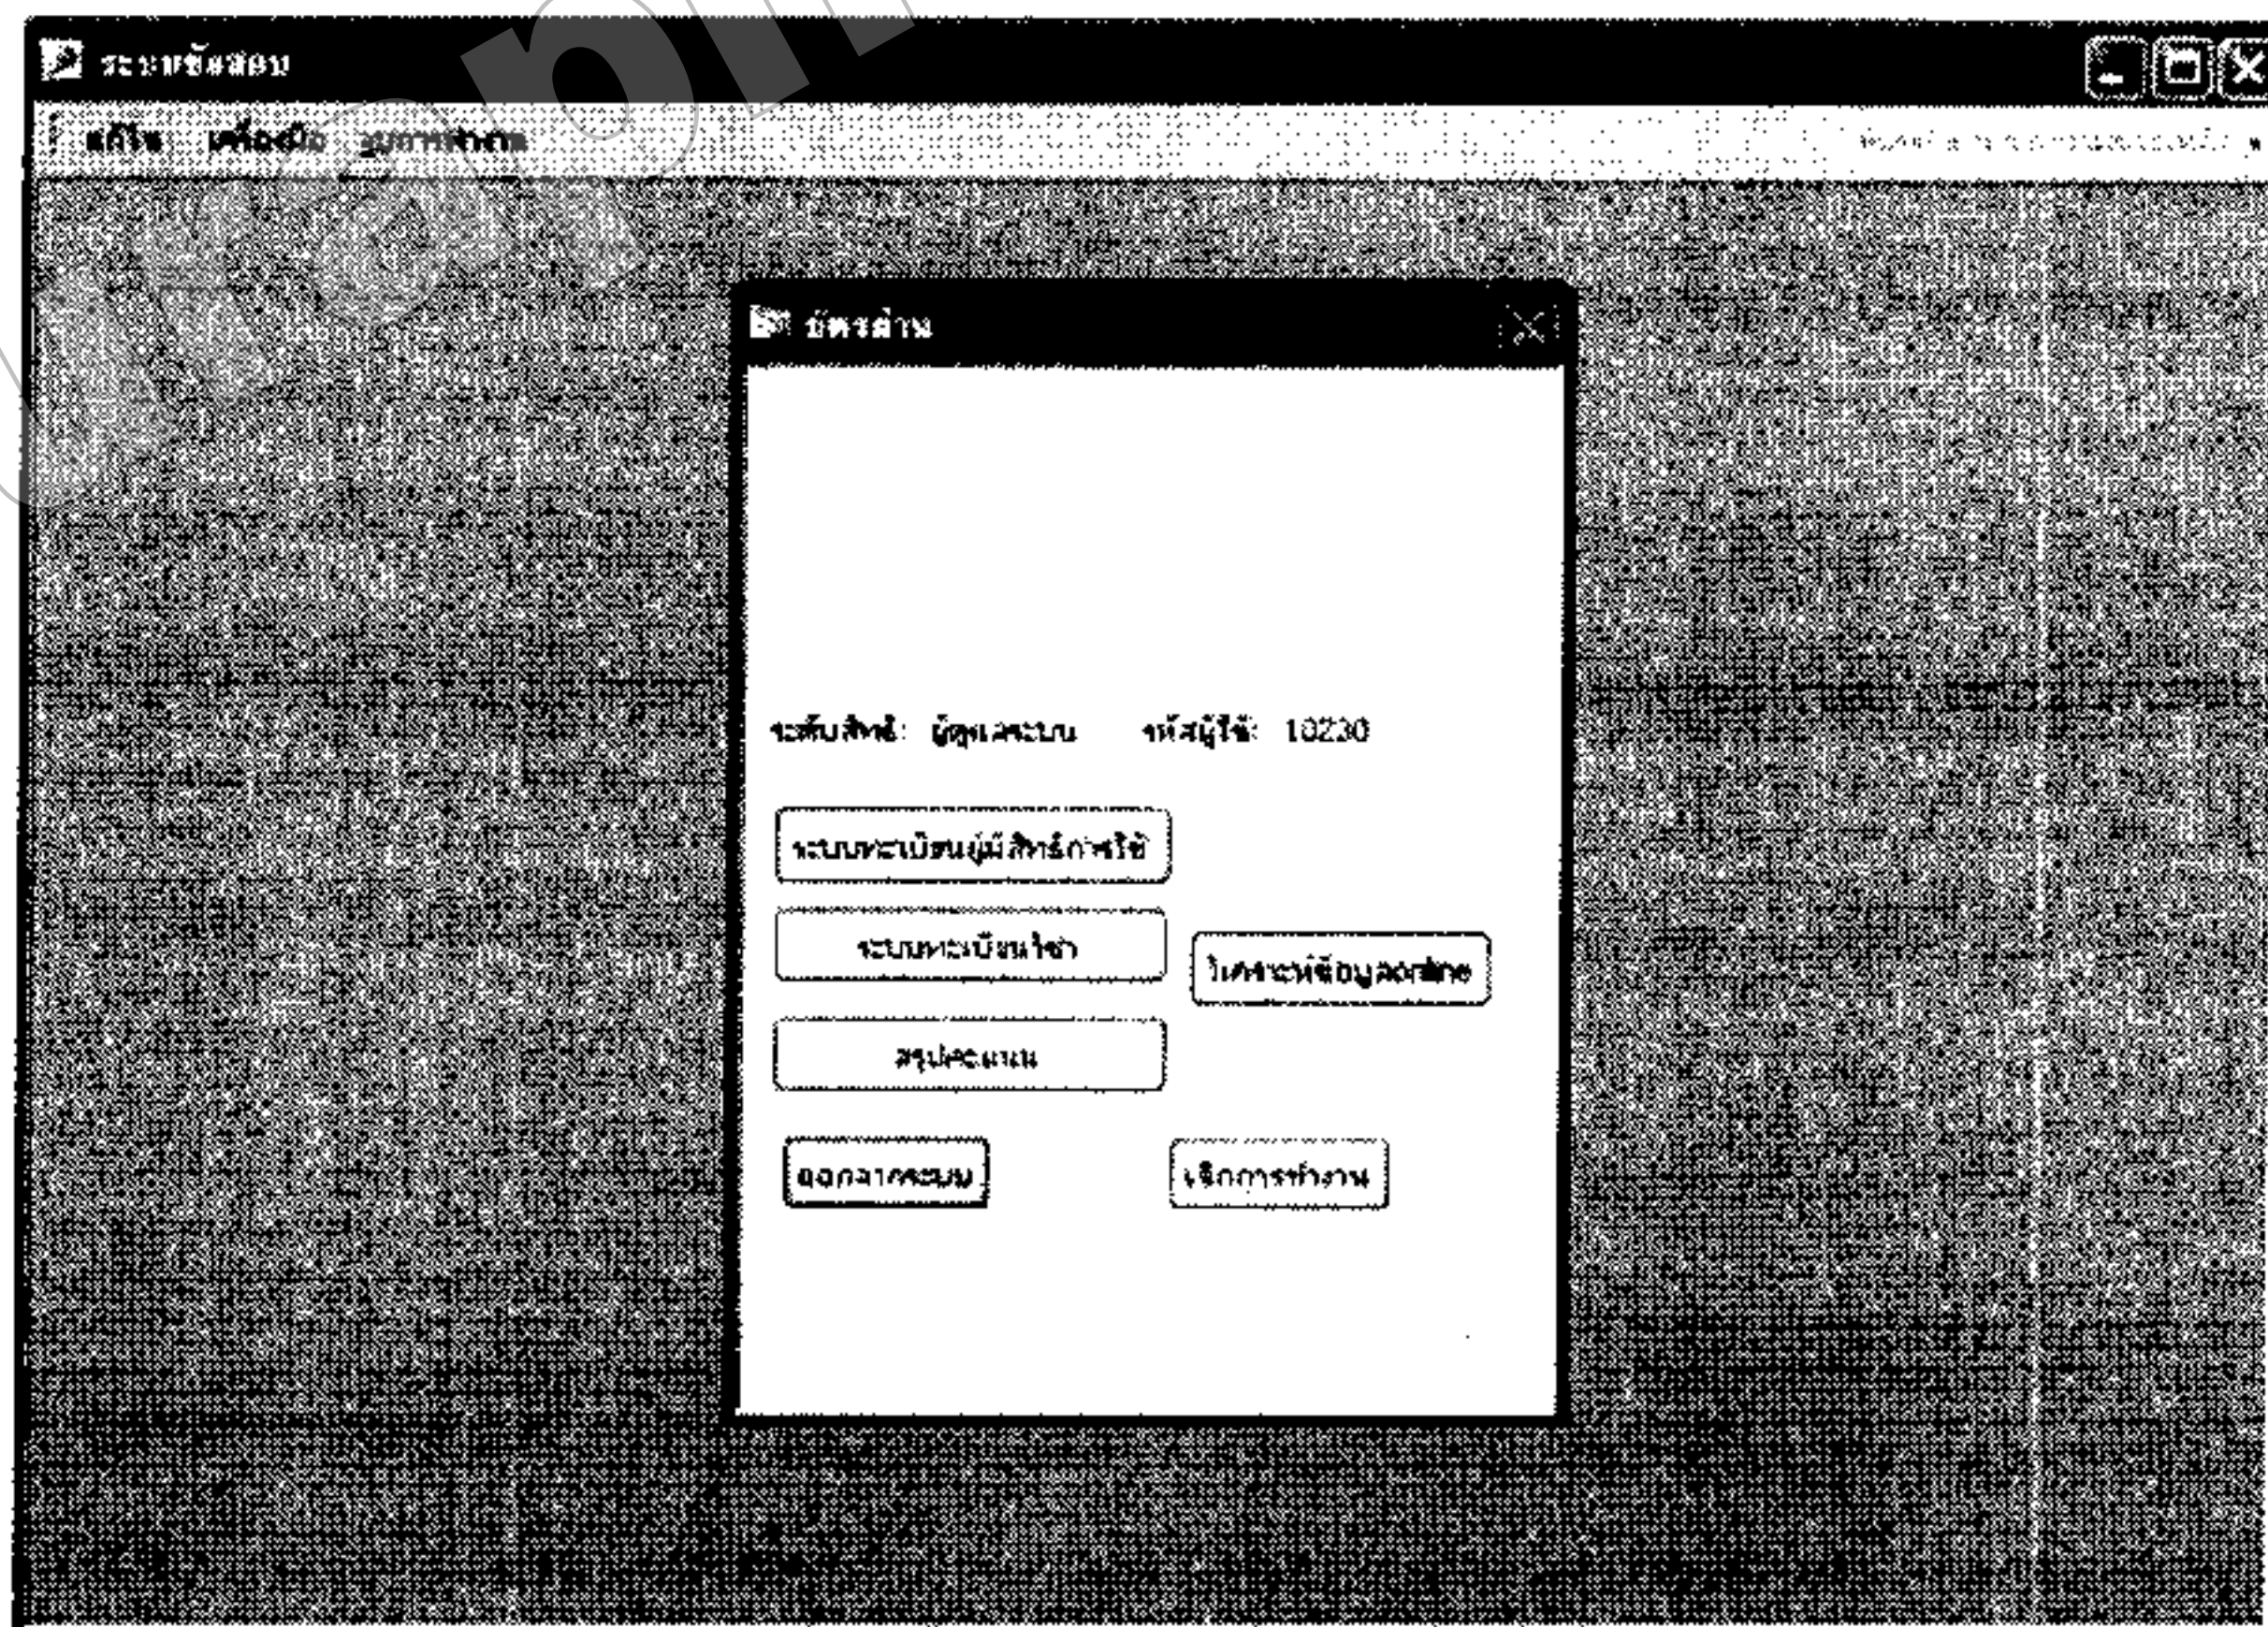 ระบบข้อสอบ
แก้ไข เครื่องมือ
บัตรผ่าน
ระดับสิทธิ์: ผู้ดูแลระบบ รหัสผู้ใช้: 10230
ระบบทะเบียนผู้มีสิทธิ์การใช้
ระบบทะเบียนวิชา
วิเคราะห์ข้อมูลonline
สรุปคะแนน
ออกจากระบบ เลิกการทำงาน